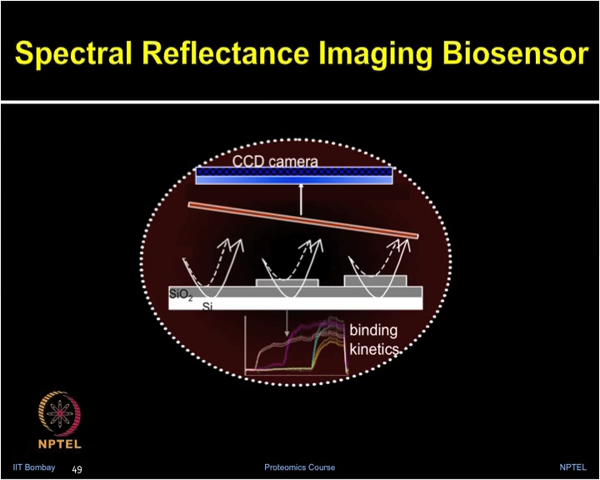 Spectral Reflectance Imaging Biosensor
CCD camera
SiO₂
Si
binding
kinetics
NPTEL
IIT Bombay
49
Proteomics Course
NPTEL